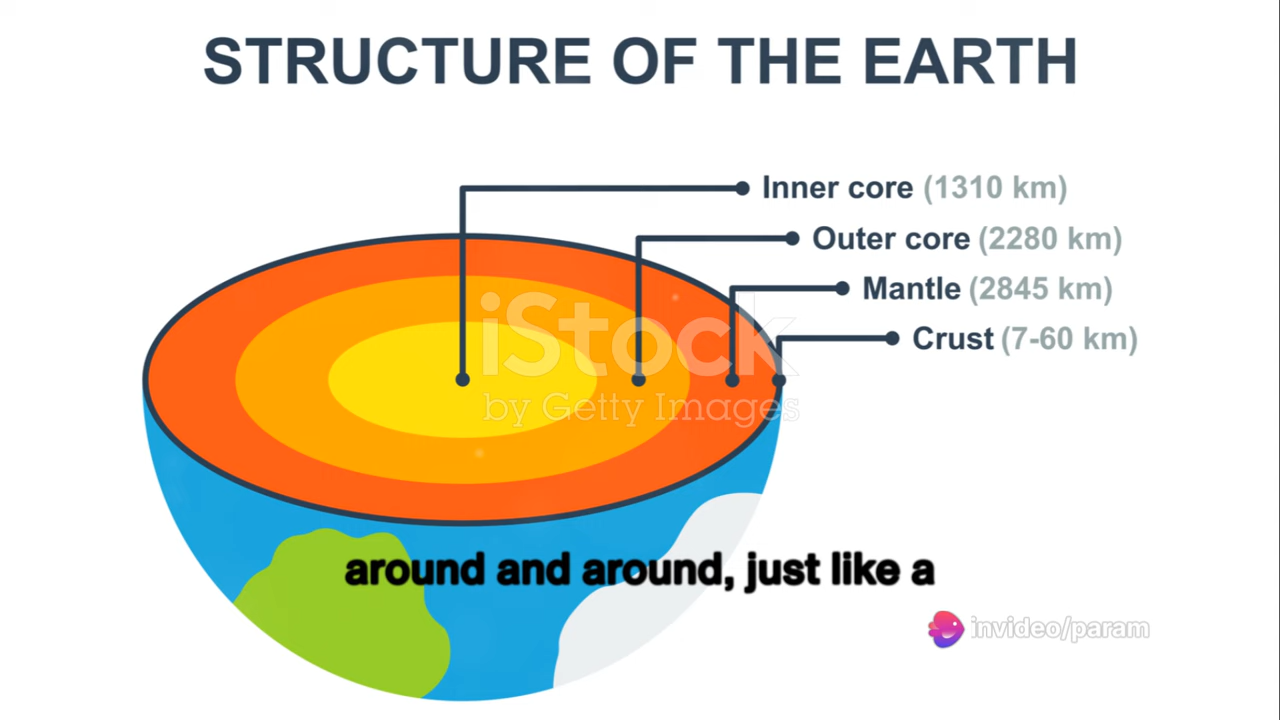 STRUCTURE OF THE EARTH
Inner core (1310 km)
Outer core (2280 km)
Mantle (2845 km)
Crust (7-60 km)
iStock
by Getty Images
around and around, just like a
invideo/param